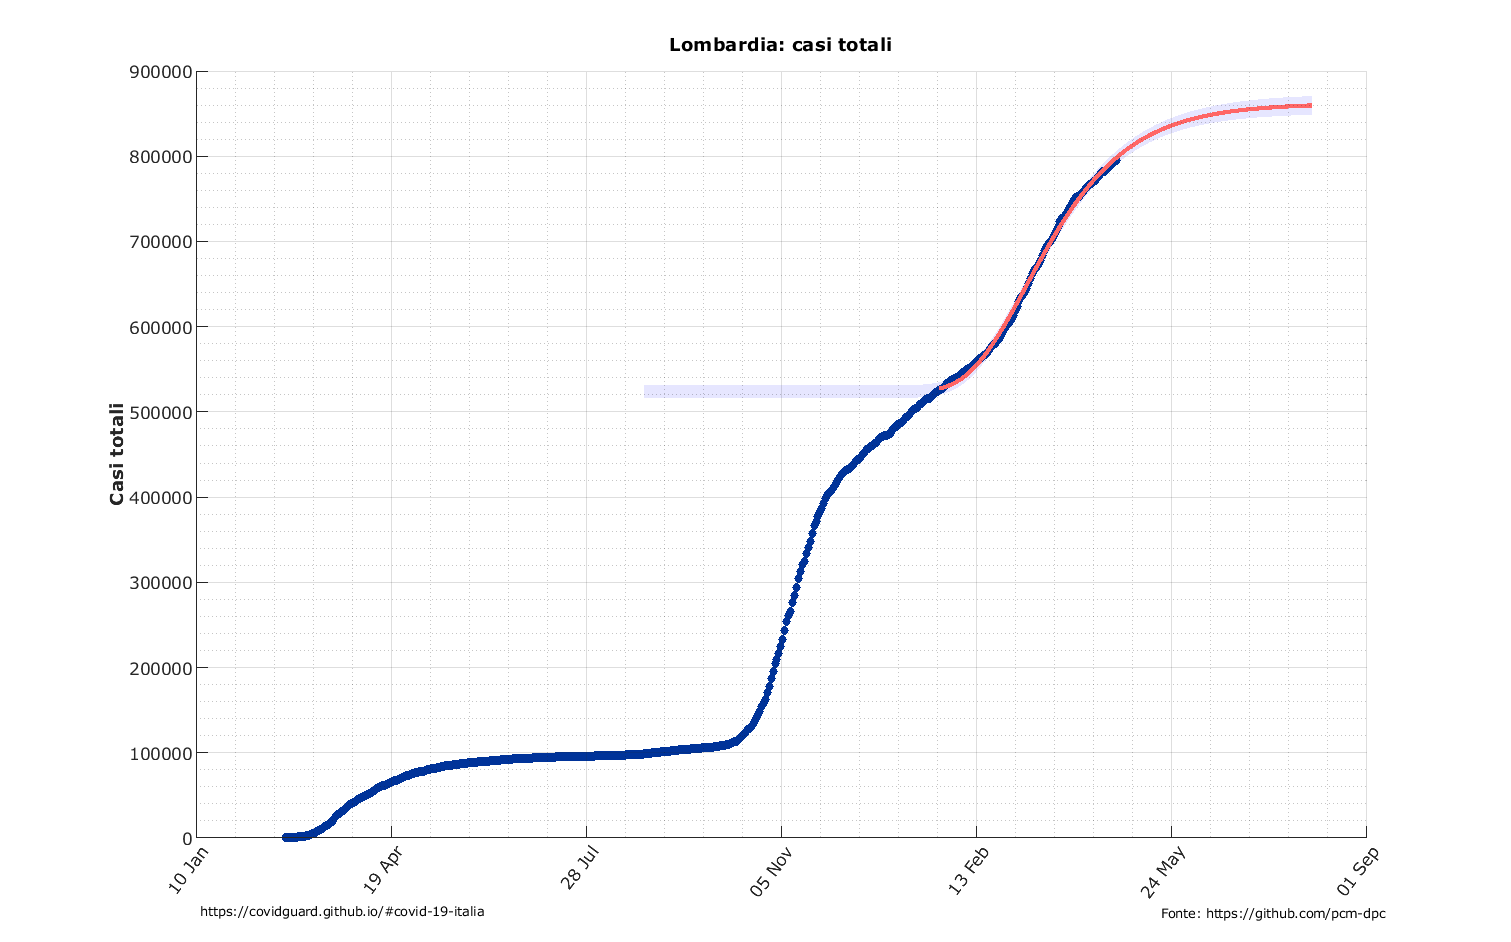 Lombardia: casi totali
900000
800000
700000
600000
500000
400000
300000
200000
100000
0
Casi totali
10 Jan
19 Apr
28 Jul
05 Nov
13 Feb
24 May
01 Sep
https://covidguard.github.io/#covid-19-italia
Fonte: https://github.com/pcm-dpc